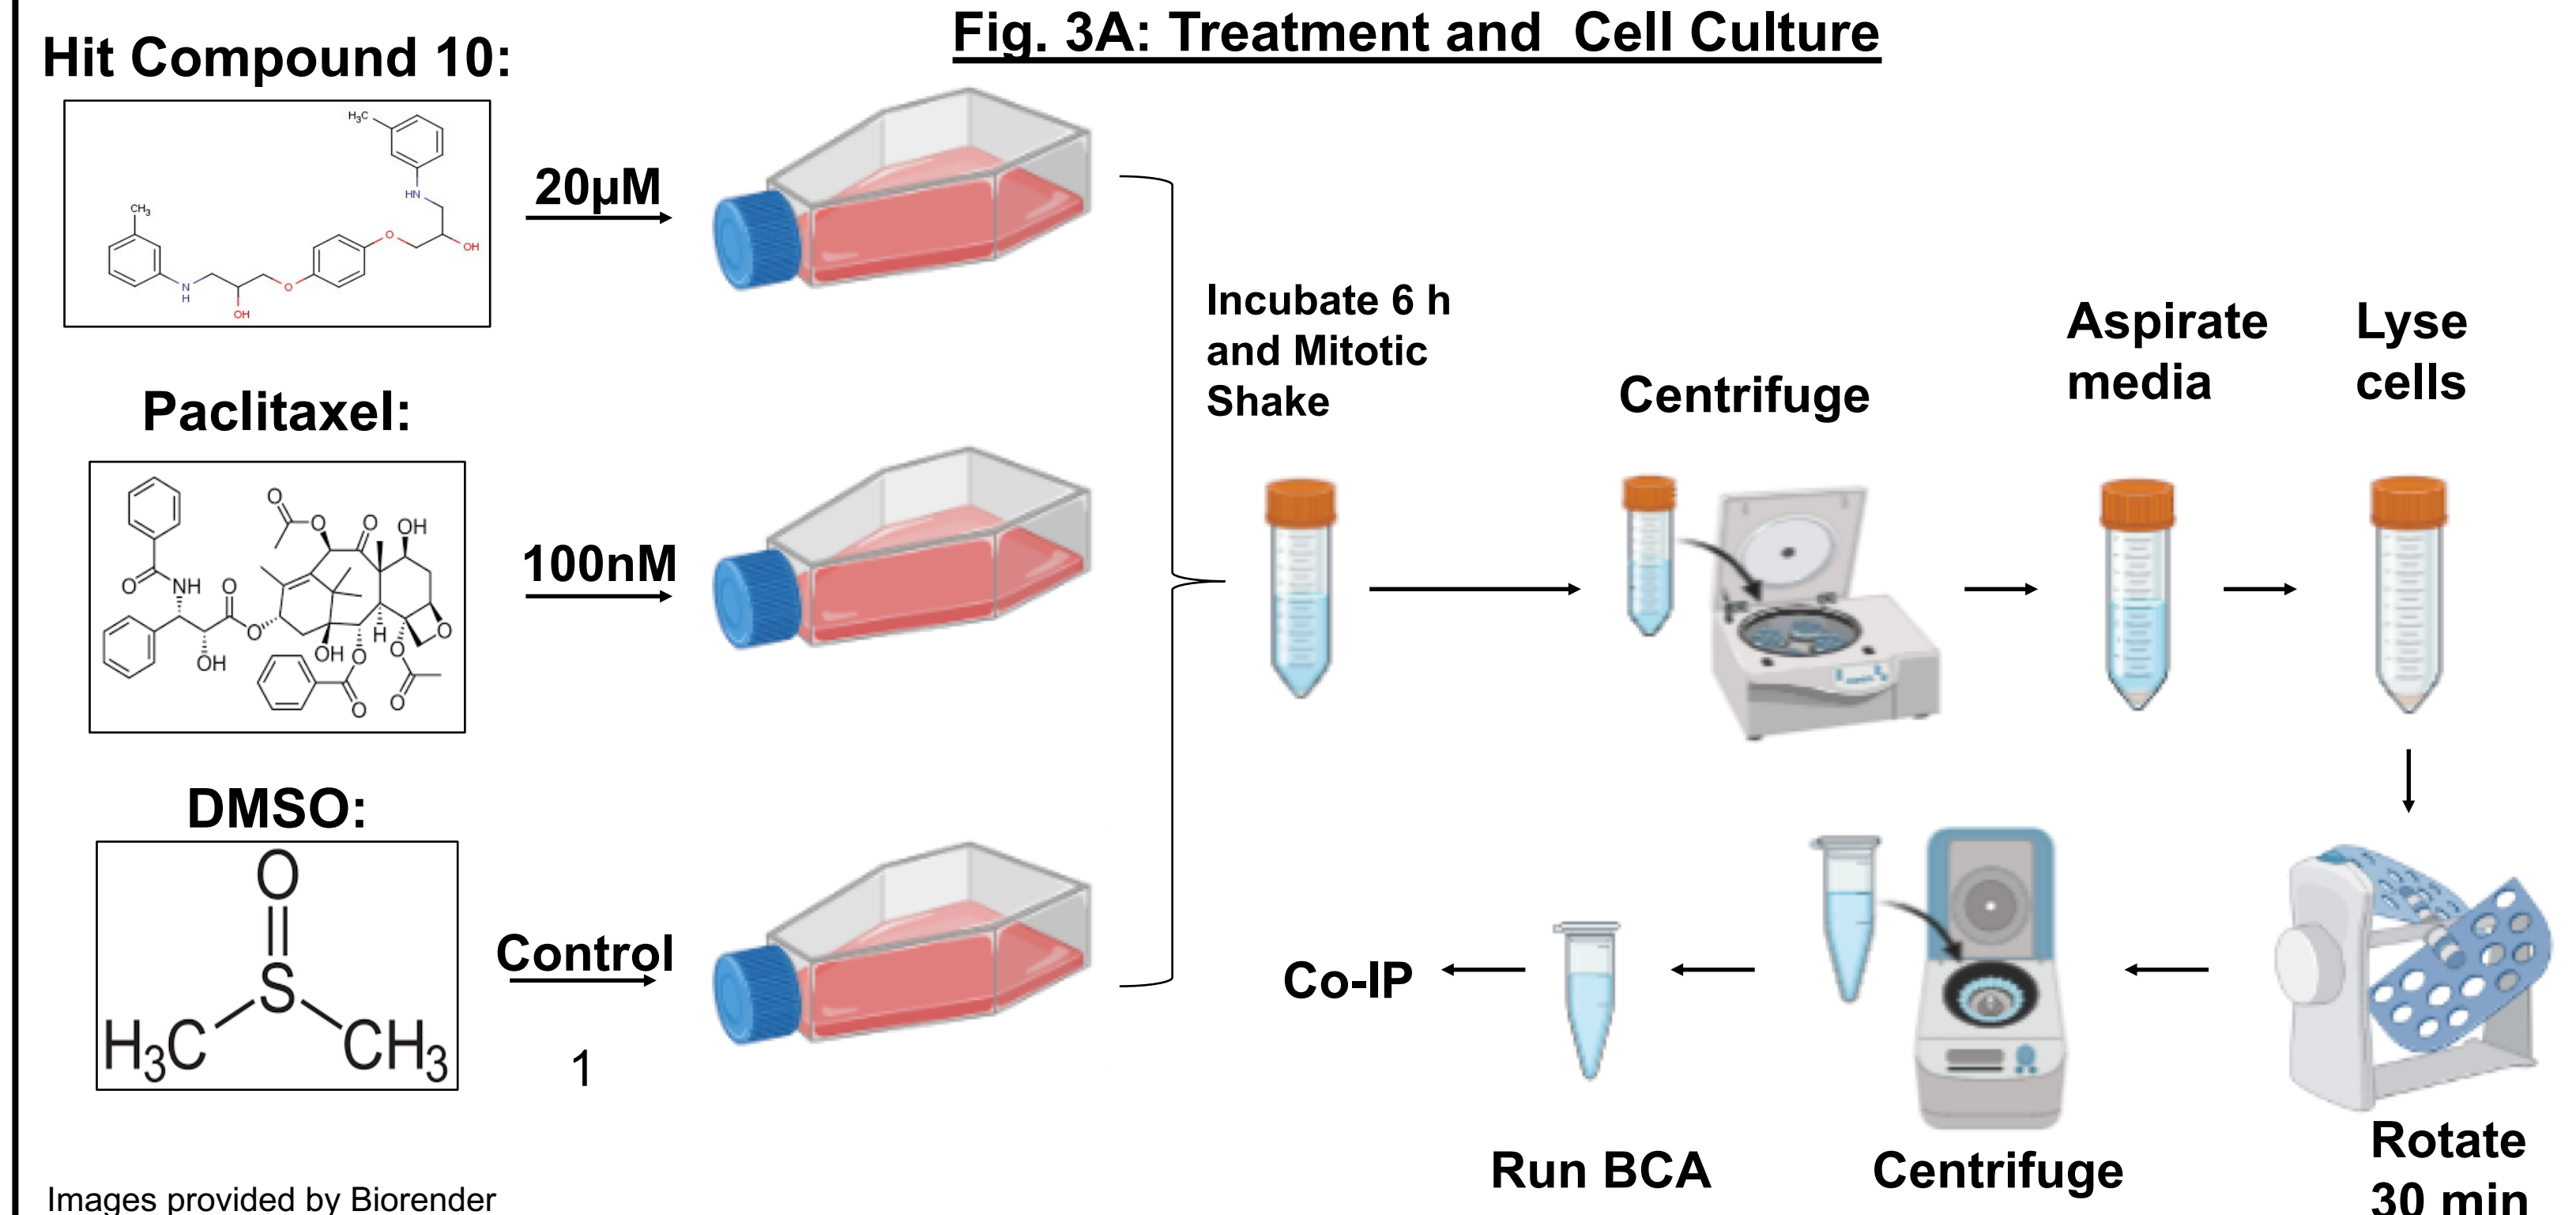 Fig. 3A: Treatment and  Cell Culture
Hit Compound 10:
H₃C
HN
OH
CH₃
O
O
N
H
OH
20µM
Paclitaxel:
O
O
O
OH
O
NH
O
O
O
H
OH
OH
O
O
O
O
O
100nM
DMSO:
O
S
H₃C
CH₃
Control
1
Incubate 6 h
and Mitotic
Shake
Centrifuge
Aspirate
media
Lyse
cells
Rotate
30 min
Centrifuge
Run BCA
Co-IP
Images provided by Biorender